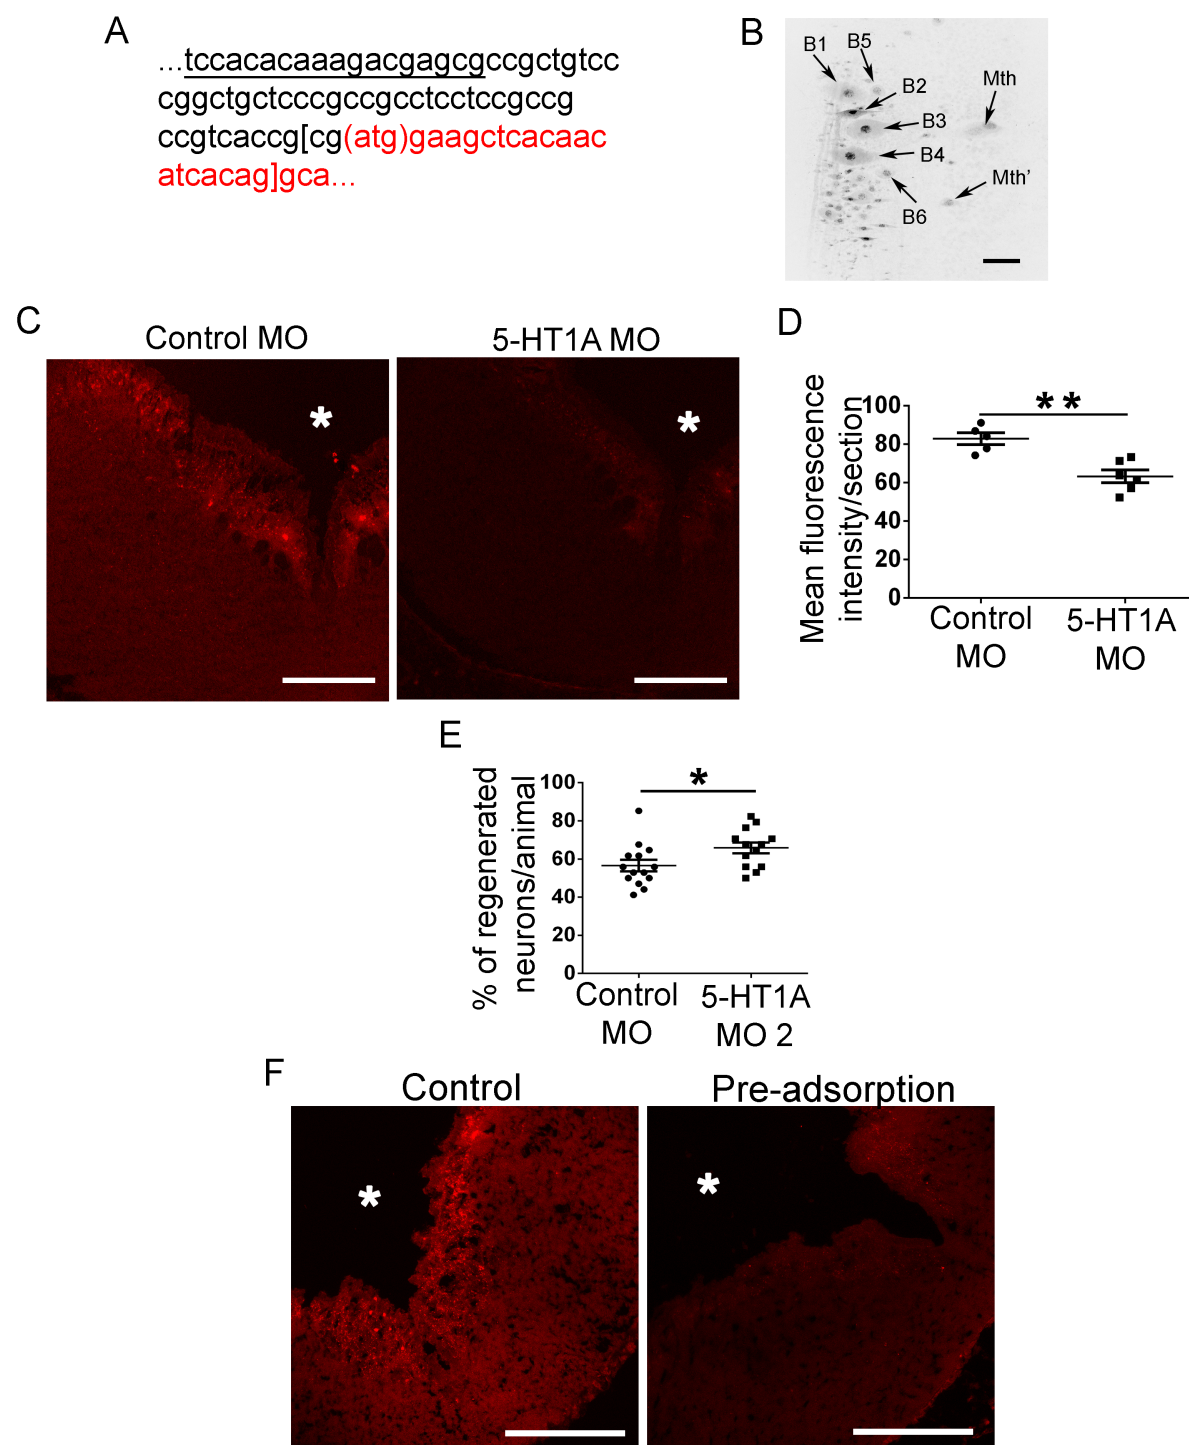 A
...tccacacaaagacgagcgccgctgtcc
cggctgctcccgccgcctcctccgccg
ccgtcaccg[cg(atg)gaagctcacaac
atcacag]gca...
B
B1
B5
B2
Mth
B3
B4
Mth'
B6
C
Control MO
5-HT1A MO
*
*
D
Mean fluorescence
intensity/section
**
100
80
60
40
20
0
Control
MO
5-HT1A
MO
E
% of regenerated
neurons/animal
*
100
80
60
40
20
0
Control
MO
5-HT1A
MO 2
F
Control
Pre-adsorption
*
*